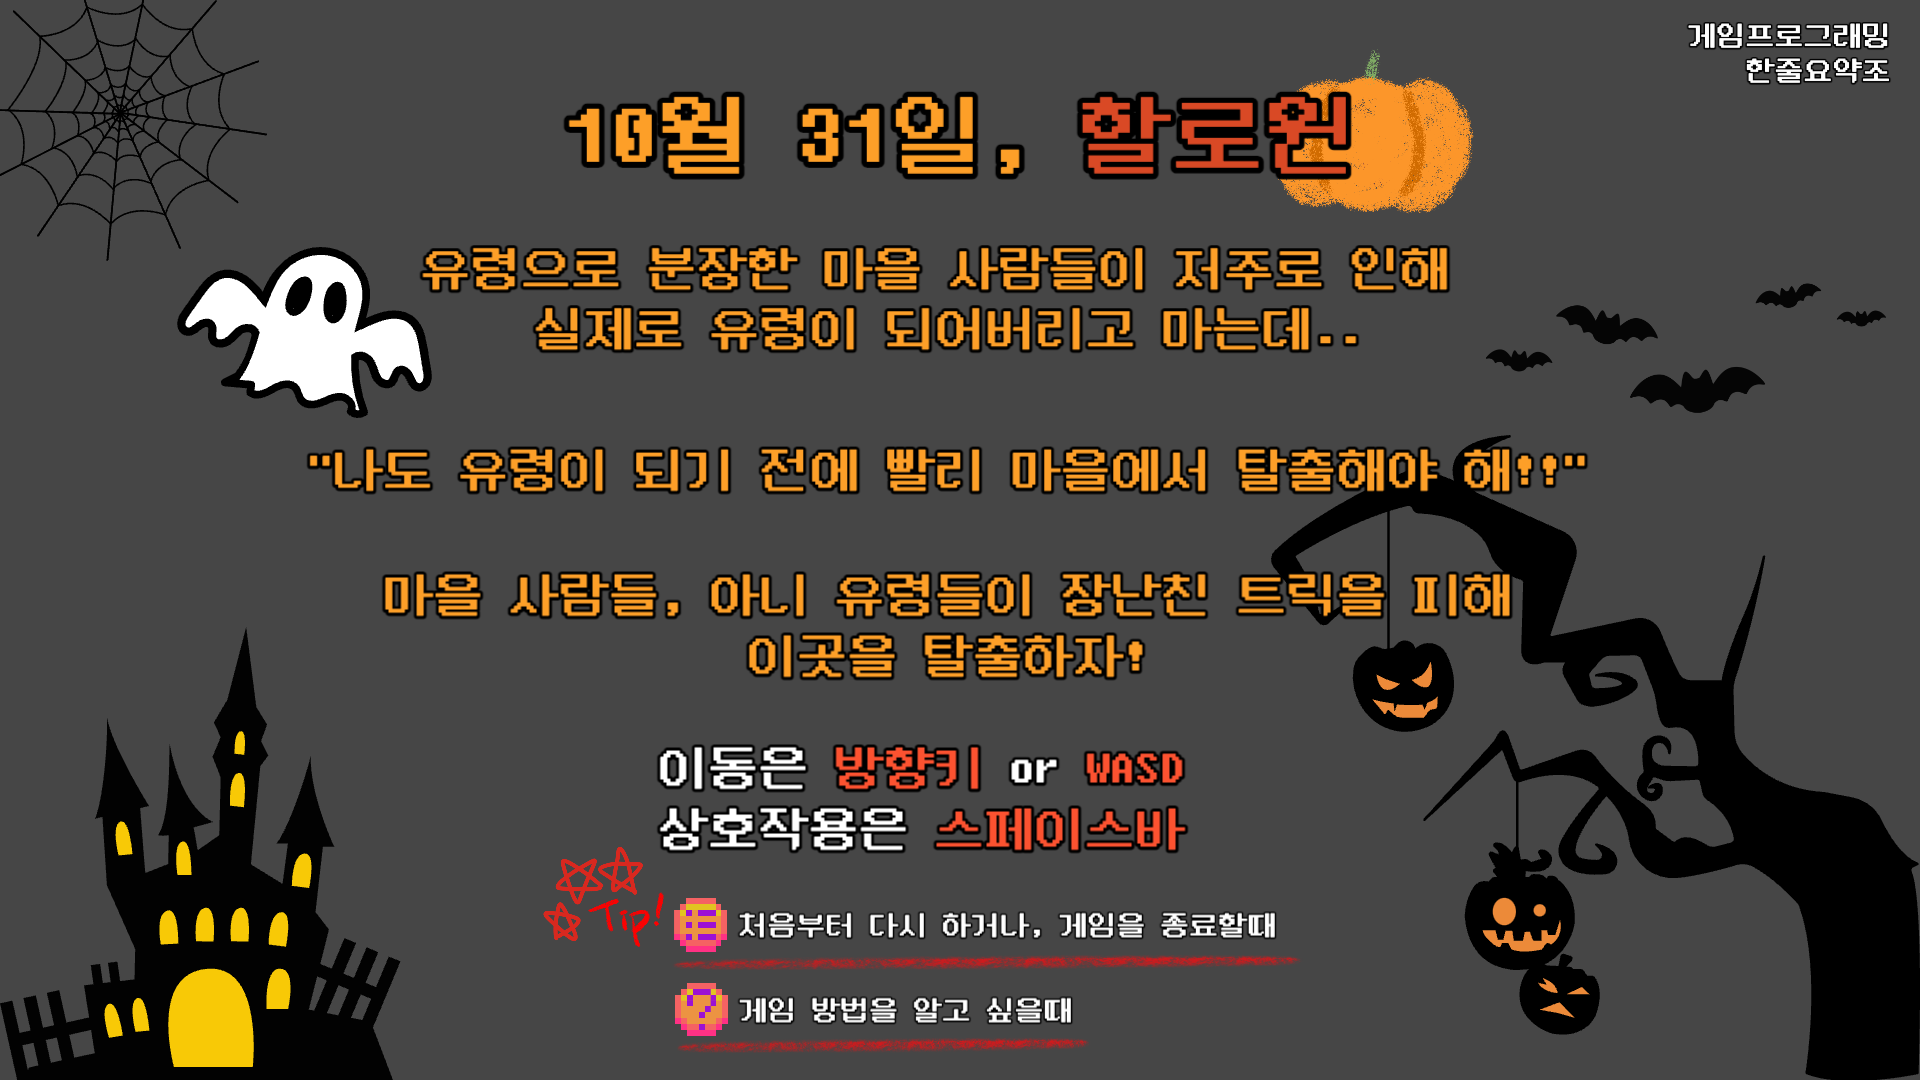 게임프로그래밍
한줄요약조
10월 31일, 할로윈
유령으로 분장한 마을 사람들이 저주로 인해
실제로 유령이 되어버리고 마는데..
"나도 유령이 되기 전에 빨리 마을에서 탈출해야 해!!"
마을 사람들, 아니 유령들이 장난친 트릭을 피해
이곳을 탈출하자!
이동은 방향키 or WASD
상호작용은 스페이스바
Tip!
처음부터 다시 하거나, 게임을 종료할때
? 게임 방법을 알고 싶을때